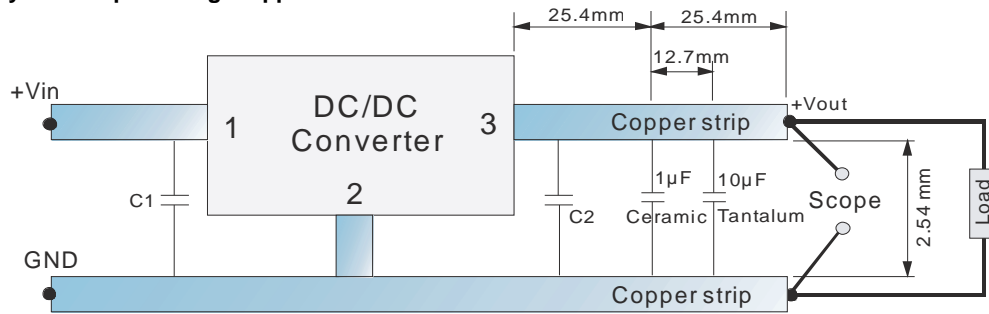 25.4mm
25.4mm
12.7mm
+Vin
DC/DC
Converter
1
2
3
+Vout
Copper strip
C1
C2
1μF
Ceramic
10μF
Tantalum
Scope
2.54 mm
Load
GND
Copper strip